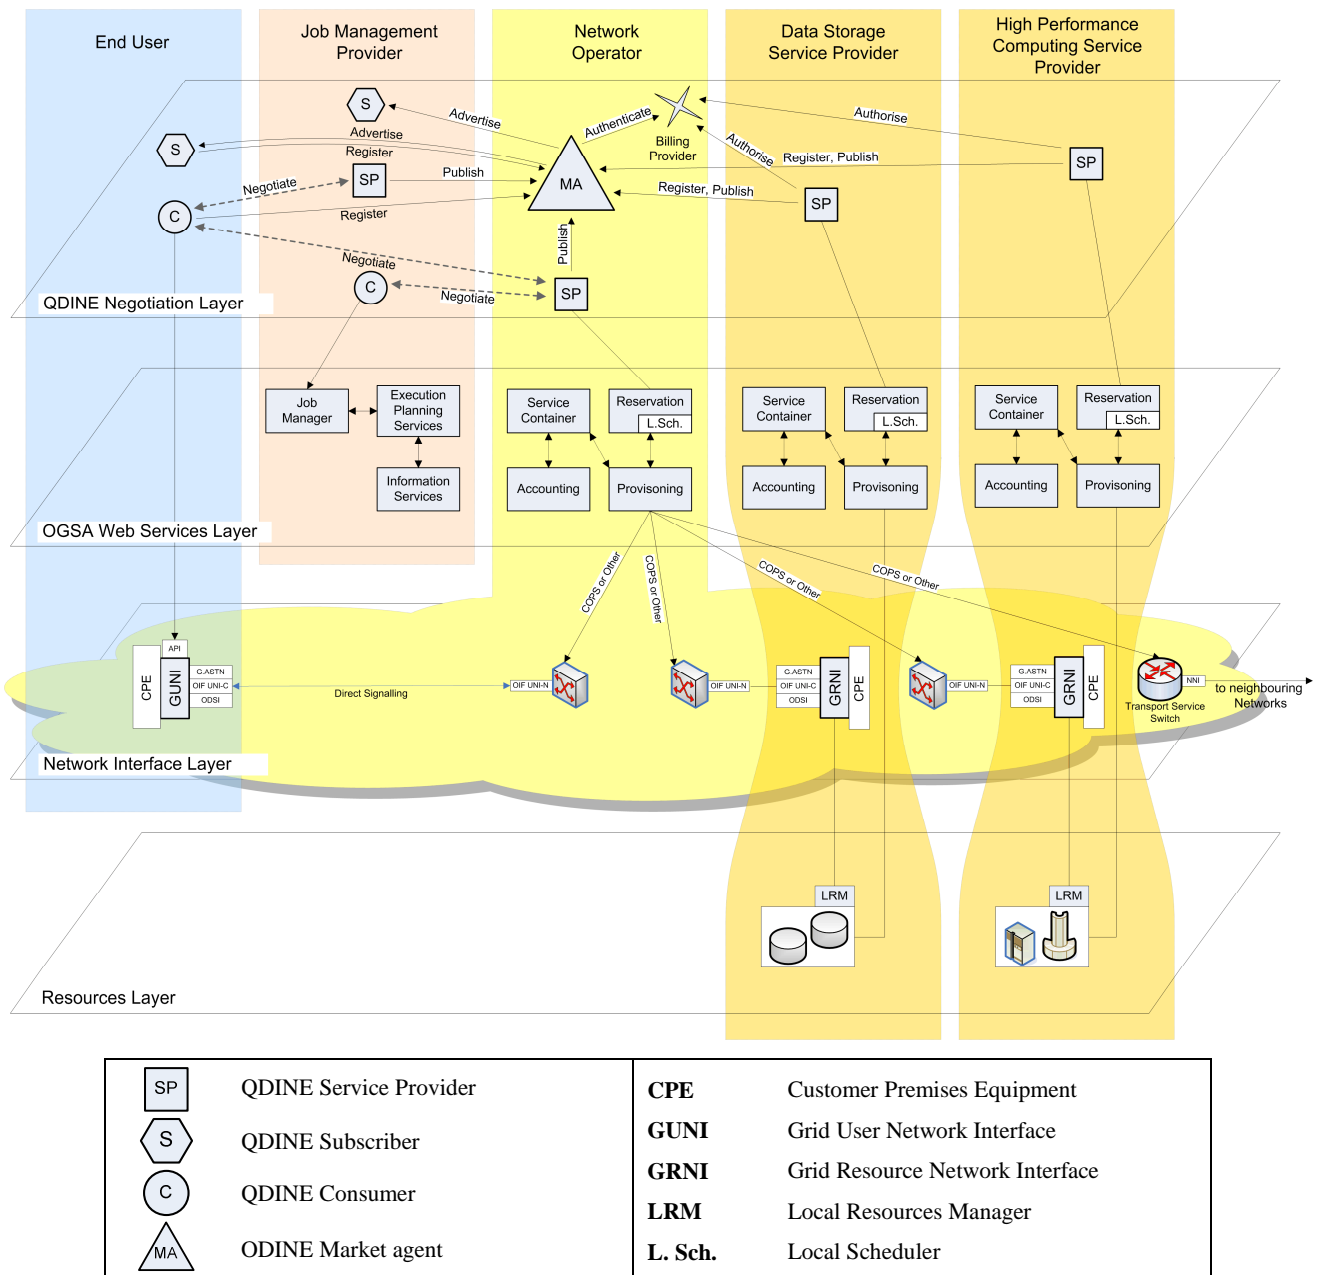 End User
Job Management
Provider
Network
Operator
Data Storage
Service Provider
High Performance
Computing Service
Provider
S
Advertise
Authenticate
Billing
Provider
Authorise
Authorise
S
Advertise
Register
SP
Publish
MA
Register, Publish
Register, Publish
SP
SP
Negotiate
C
Register
Publish
Negotiate
C
Negotiate
SP
QDINE Negotiation Layer
Job
Manager
Execution
Planning
Services
Information
Services
Service
Container
Reservation
L.Sch.
Accounting
Provisoning
Service
Container
Reservation
L.Sch.
Accounting
Provisoning
Service
Container
Reservation
L.Sch.
Accounting
Provisoning
OGSA Web Services Layer
COPS or Other
COPS or Other
COPS or Other
COPS or Other
API
CPE
GUNI
G.ASTN
OIF UNI-C
ODSI
Direct Signalling
OIF UNI-N
OIF UNI-N
G.ASTN
OIF UNI-C
ODSI
GRNI
CPE
OIF UNI-N
G.ASTN
OIF UNI-C
ODSI
GRNI
CPE
NNI
Transport Service
Switch
to neighbouring
Networks
Network Interface Layer
LRM
LRM
Resources Layer
SP QDINE Service Provider
S QDINE Subscriber
C QDINE Consumer
MA QDINE Market agent
CPE Customer Premises Equipment
GUNI Grid User Network Interface
GRNI Grid Resource Network Interface
LRM Local Resources Manager
L. Sch. Local Scheduler